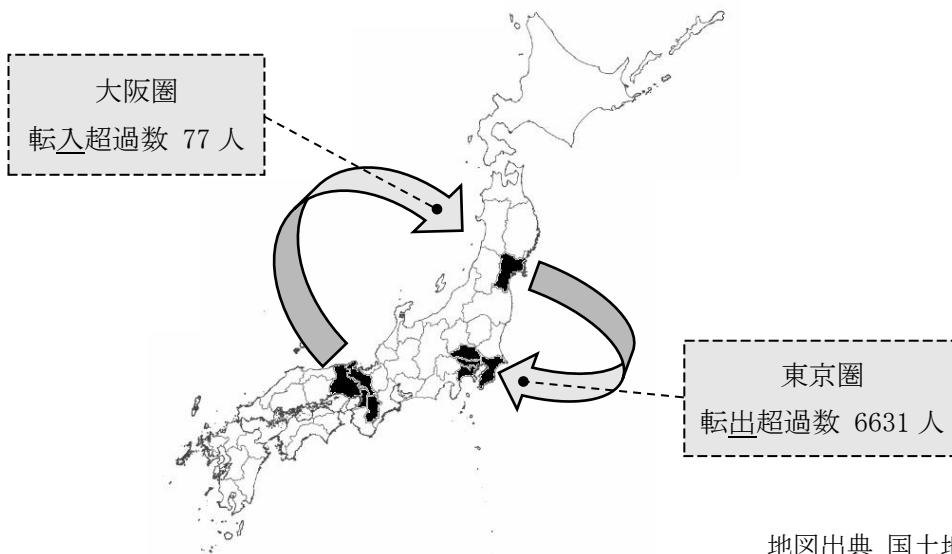 大阪圏
転入超過数 77 人
東京圏
転出超過数 6631 人
地図出典 国土地